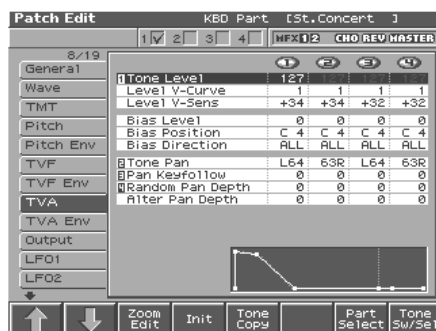 Patch Edit KBD Part [St.Concert ]
1 2 3 4 MFX 1 2 CHO REV MASTER
8/19
General
Wave
TMT
Pitch
Pitch Env
TVF
TVF Env
TVA
TVA Env
Output
LFO1
LFO2
1 2 3 4
1 Tone Level 127 127 127 127
Level V-Curve 1 1 1 1
Level V-Sens +34 +34 +32 +32
Bias Level 0 0 0 0
Bias Position C 4 C 4 C 4 C 4
Bias Direction ALL ALL ALL ALL
2 Tone Pan L64 63R L64 63R
3 Pan Keyfollow 0 0 0 0
4 Random Pan Depth 0 0 0 0
Alter Pan Depth 0 0 0 0
Zoom Edit
Init
Tone Copy
Part Select
Tone Sw/Sel